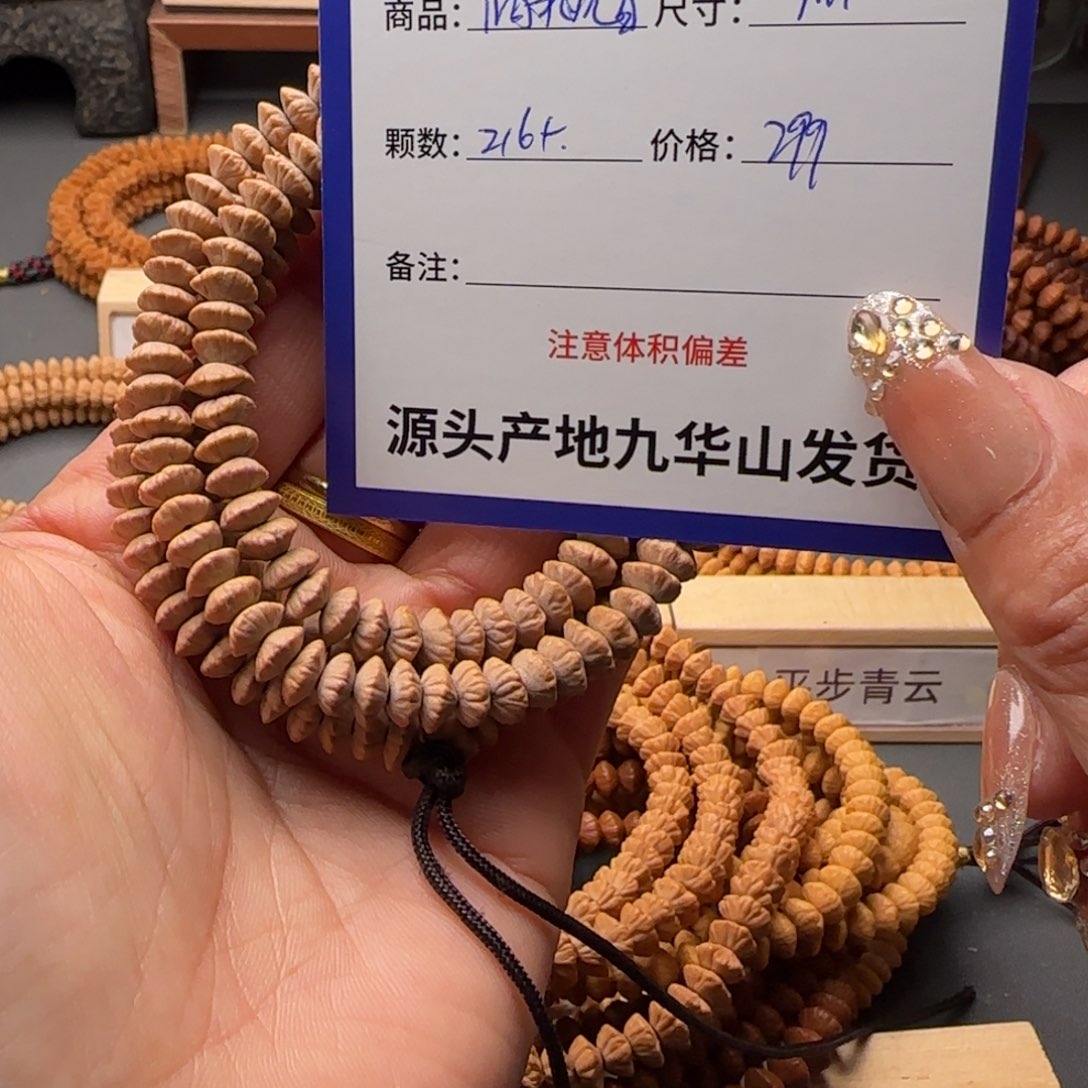 商品： 尺寸：
颗数：216+. 价格：299
备注：
注意体积偏差
源头产地九华山发货
平步青云